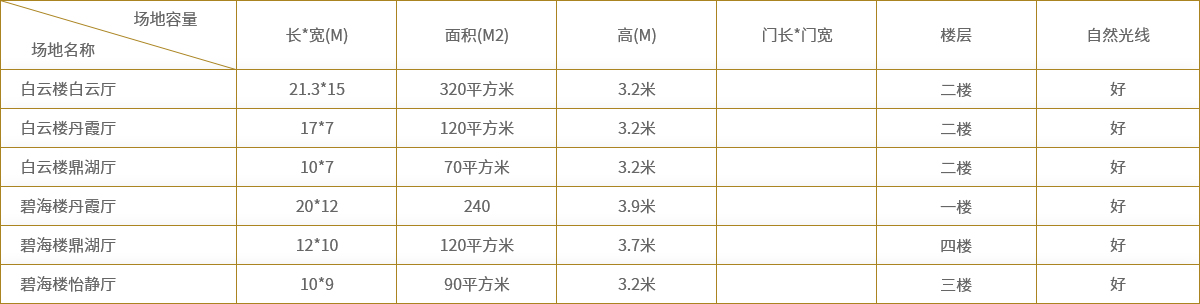 场地容量
场地名称 长*宽(M) 面积(M2) 高(M) 门长*门宽 楼层 自然光线
白云楼白云厅 21.3*15 320平方米 3.2米 二楼 好
白云楼丹霞厅 17*7 120平方米 3.2米 二楼 好
白云楼鼎湖厅 10*7 70平方米 3.2米 二楼 好
碧海楼丹霞厅 20*12 240 3.9米 一楼 好
碧海楼鼎湖厅 12*10 120平方米 3.7米 四楼 好
碧海楼怡静厅 10*9 90平方米 3.2米 三楼 好